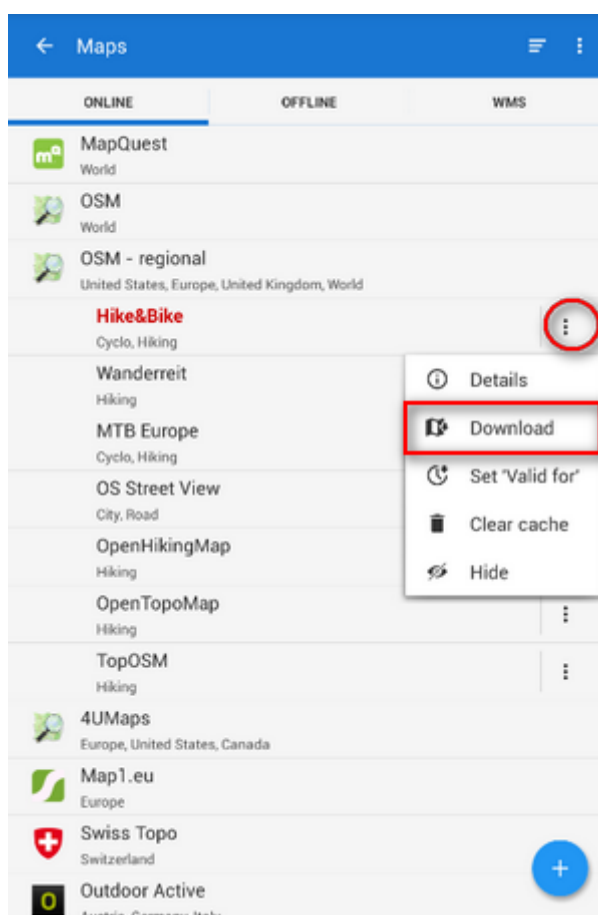 Maps
ONLINE OFFLINE WMS
MapQuest
World
OSM
World
OSM - regional
United States, Europe, United Kingdom, World
Hike&Bike
Cyclo, Hiking
Wanderreit
Hiking
MTB Europe
Cyclo, Hiking
OS Street View
City, Road
OpenHikingMap
Hiking
OpenTopoMap
Hiking
TopOSM
Hiking
Details
Download
Set 'Valid for'
Clear cache
Hide
4UMaps
Europe, United States, Canada
Map1.eu
Europe
Swiss Topo
Switzerland
Outdoor Active
Austria, Germany, Italy